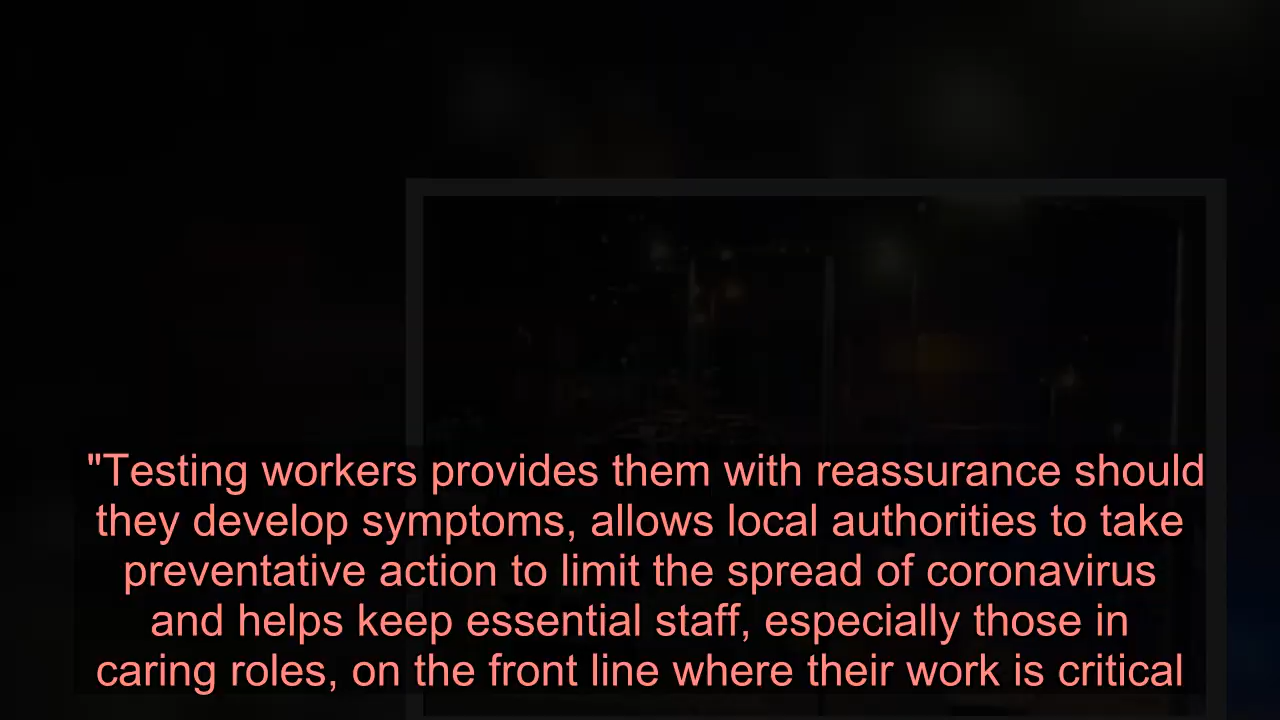 "Testing workers provides them with reassurance should
they develop symptoms, allows local authorities to take
preventative action to limit the spread of coronavirus
and helps keep essential staff, especially those in
caring roles, on the front line where their work is critical